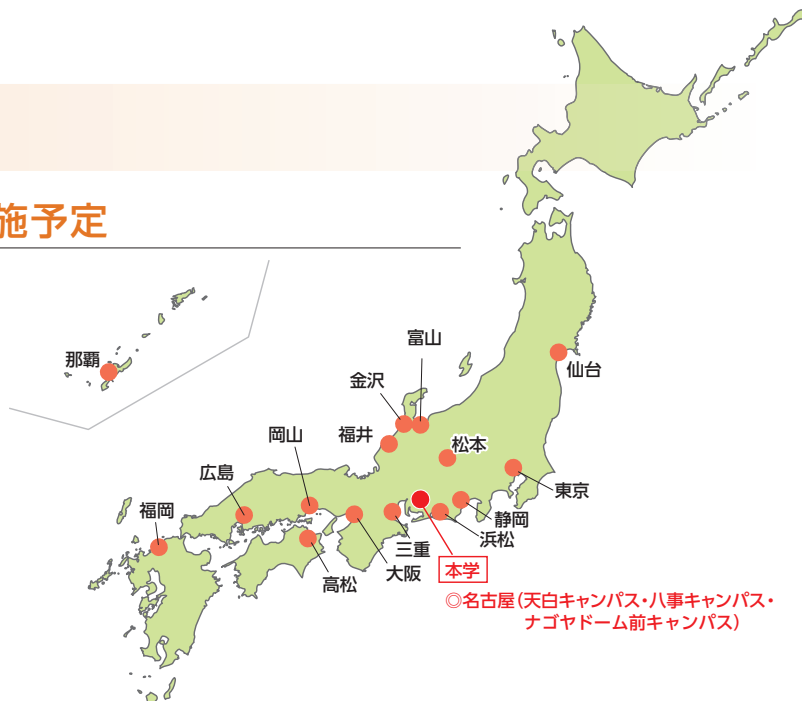 施予定
那覇
富山
金沢
仙台
岡山
福井
松本
広島
東京
福岡
静岡
浜松
三重
大阪
本学
高松
◎名古屋(天白キャンパス・八事キャンパス・
ナゴヤドーム前キャンパス)